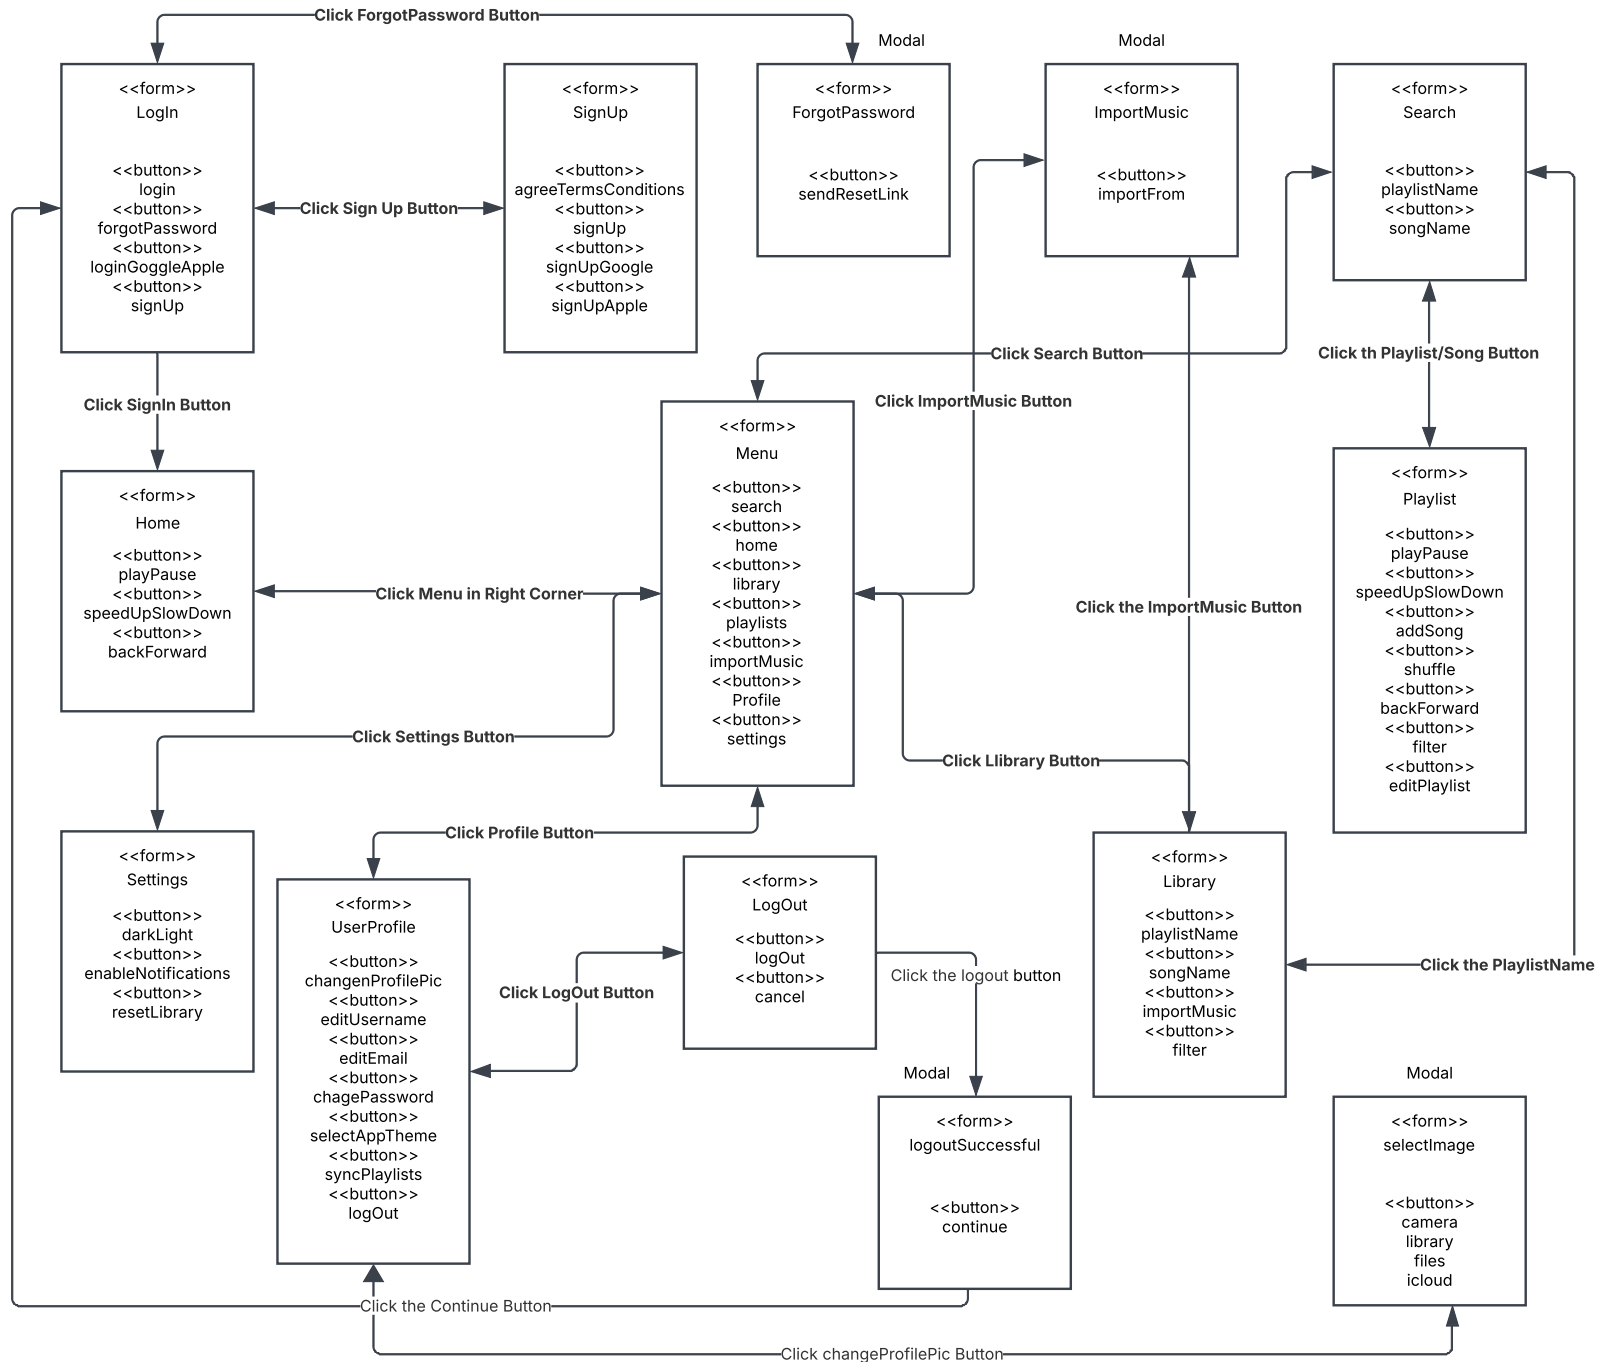 Click ForgotPassword Button
Modal
Modal
<<form>>
LogIn
<<button>>
login
<<button>>
forgotPassword
<<button>>
loginGoggleApple
<<button>>
signUp
Click Sign Up Button
<<form>>
SignUp
<<button>>
agreeTermsConditions
<<button>>
signUp
<<button>>
signUpGoogle
<<button>>
signUpApple
<<form>>
ForgotPassword
<<button>>
sendResetLink
<<form>>
ImportMusic
<<button>>
importFrom
<<form>>
Search
<<button>>
playlistName
<<button>>
songName
Click Search Button
Click th Playlist/Song Button
Click SignIn Button
Click ImportMusic Button
<<form>>
Home
<<button>>
playPause
<<button>>
speedUpSlowDown
<<button>>
backForward
Click Menu in Right Corner
<<form>>
Menu
<<button>>
search
<<button>>
home
<<button>>
library
<<button>>
playlists
<<button>>
importMusic
<<button>>
Profile
<<button>>
settings
Click the ImportMusic Button
<<form>>
Playlist
<<button>>
playPause
<<button>>
speedUpSlowDown
<<button>>
addSong
<<button>>
shuffle
<<button>>
backForward
<<button>>
filter
<<button>>
editPlaylist
Click Settings Button
Click Llibrary Button
Click Profile Button
<<form>>
Settings
<<button>>
darkLight
<<button>>
enableNotifications
<<button>>
resetLibrary
<<form>>
UserProfile
<<button>>
changenProfilePic
<<button>>
editUsername
<<button>>
editEmail
<<button>>
chagePassword
<<button>>
selectAppTheme
<<button>>
syncPlaylists
<<button>>
logOut
Click LogOut Button
<<form>>
LogOut
<<button>>
logOut
<<button>>
cancel
Click the logout button
<<form>>
Library
<<button>>
playlistName
<<button>>
songName
<<button>>
importMusic
<<button>>
filter
Click the PlaylistName
Modal
<<form>>
logoutSuccessful
<<button>>
continue
Modal
<<form>>
selectImage
<<button>>
camera
library
files
icloud
Click the Continue Button
Click changeProfilePic Button